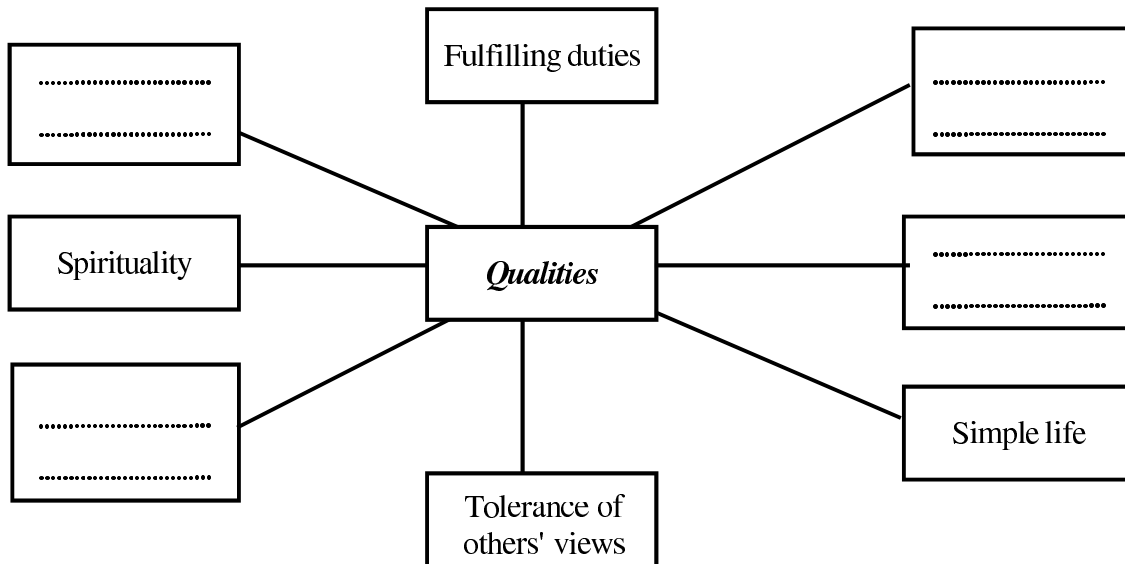 Fulfilling duties
Spirituality
Qualities
Simple life
Tolerance of
others' views